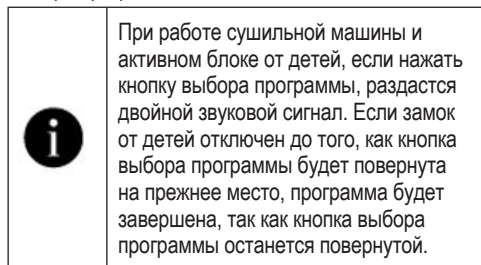 При работе сушильной машины и
активном блоке от детей, если нажать
кнопку выбора программы, раздастся
двойной звуковой сигнал. Если замок
от детей отключен до того, как кнопка
выбора программы будет повернута
на прежнее место, программа будет
завершена, так как кнопка выбора
программы останется повернутой.